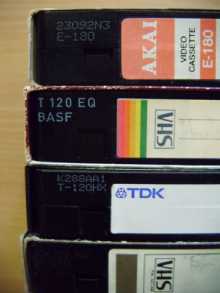 23092N3
E-180
AKAI
VIDEO
CASSETTE
E-180
T 120 EQ
BASF
VHS
K288AA1
T-120HX
TDK
VHS